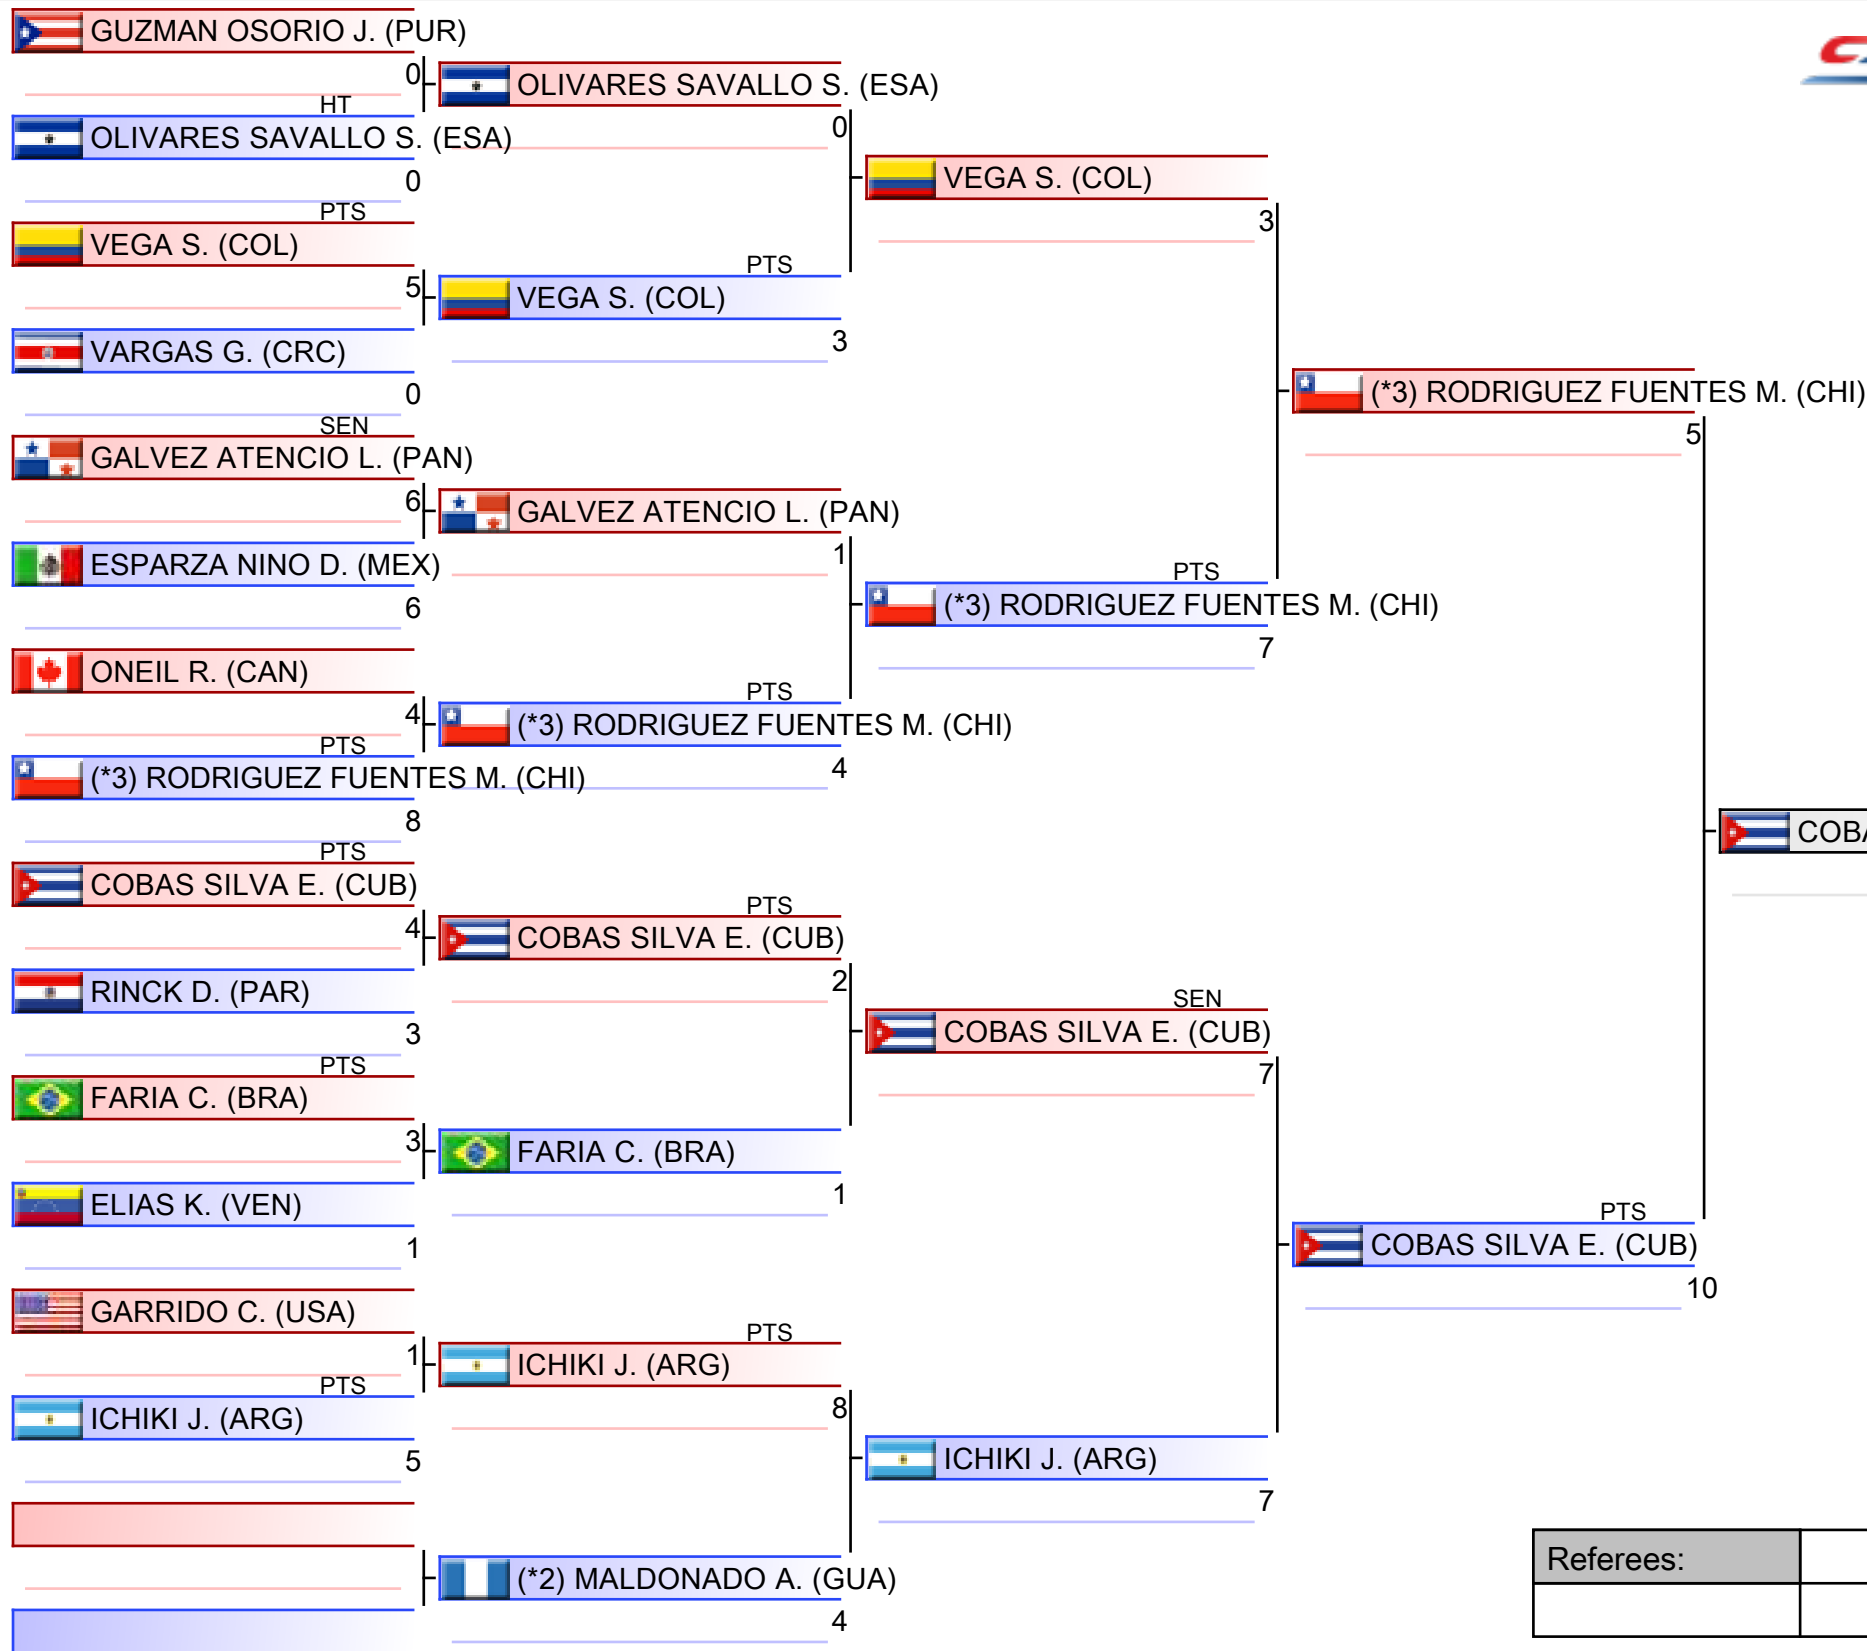 GUZMAN OSORIO J. (PUR)
0
HT
OLIVARES SAVALLO S. (ESA)
0
PTS
VEGA S. (COL)
5
VARGAS G. (CRC)
0
SEN
GALVEZ ATENCIO L. (PAN)
6
ESPARZA NINO D. (MEX)
6
ONEIL R. (CAN)
4
PTS
(*3) RODRIGUEZ FUENTES M. (CHI)
8
PTS
COBAS SILVA E. (CUB)
4
RINCK D. (PAR)
3
PTS
FARIA C. (BRA)
3
ELIAS K. (VEN)
1
GARRIDO C. (USA)
1
PTS
ICHIKI J. (ARG)
5
OLIVARES SAVALLO S. (ESA)
0
PTS
VEGA S. (COL)
3
GALVEZ ATENCIO L. (PAN)
1
PTS
(*3) RODRIGUEZ FUENTES M. (CHI)
4
PTS
COBAS SILVA E. (CUB)
2
FARIA C. (BRA)
1
PTS
ICHIKI J. (ARG)
8
(*2) MALDONADO A. (GUA)
4
VEGA S. (COL)
3
PTS
(*3) RODRIGUEZ FUENTES M. (CHI)
7
SEN
COBAS SILVA E. (CUB)
7
ICHIKI J. (ARG)
7
(*3) RODRIGUEZ FUENTES M. (CHI)
5
PTS
COBAS SILVA E. (CUB)
10
Referees: